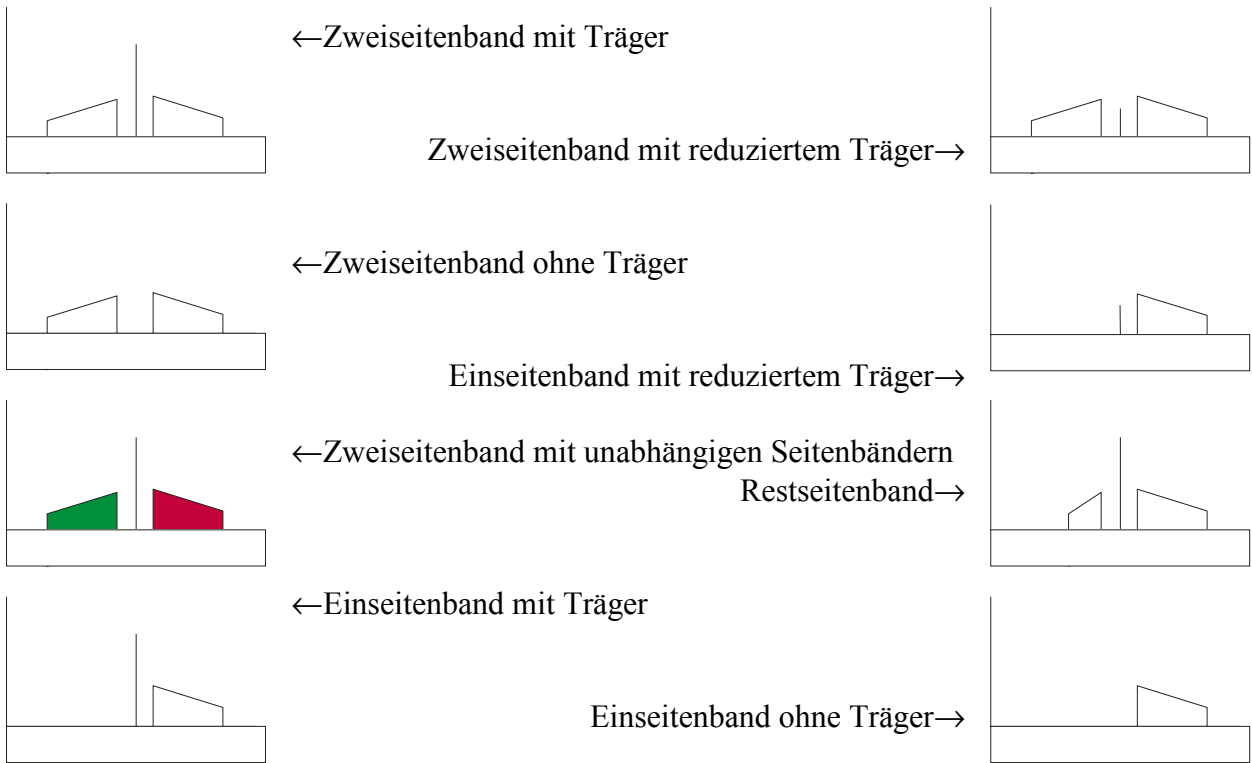 ←Zweiseitenband mit Träger
Zweiseitenband mit reduziertem Träger→
←Zweiseitenband ohne Träger
Einseitenband mit reduziertem Träger→
←Zweiseitenband mit unabhängigen Seitenbändern
Restseitenband→
←Einseitenband mit Träger
Einseitenband ohne Träger→